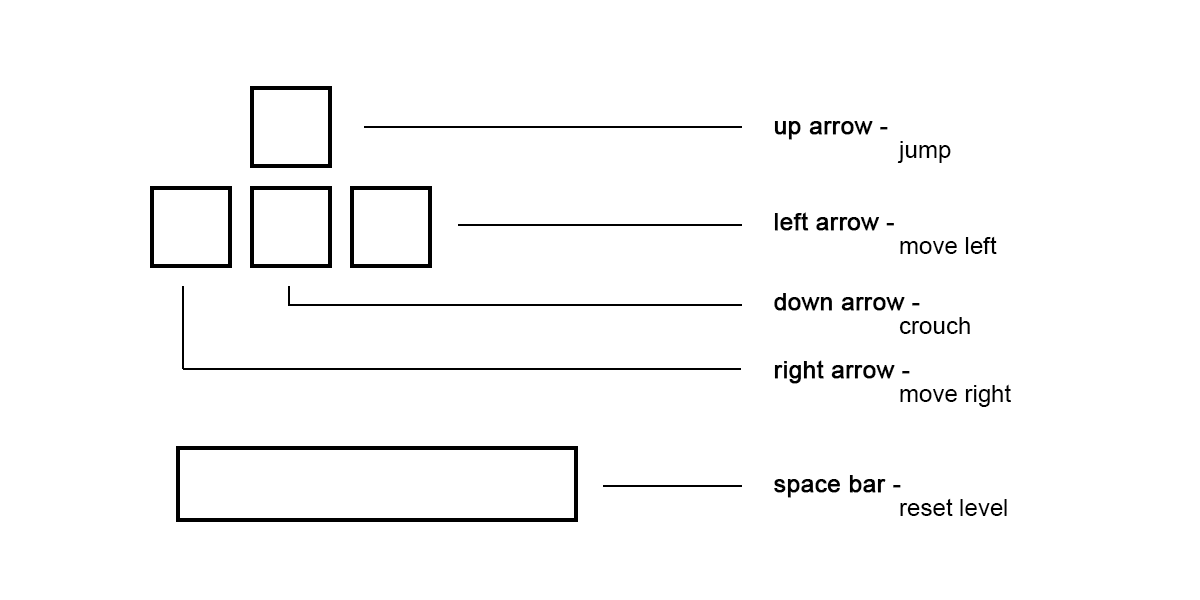 up arrow -
jump
left arrow -
move left
down arrow -
crouch
right arrow -
move right
space bar -
reset level